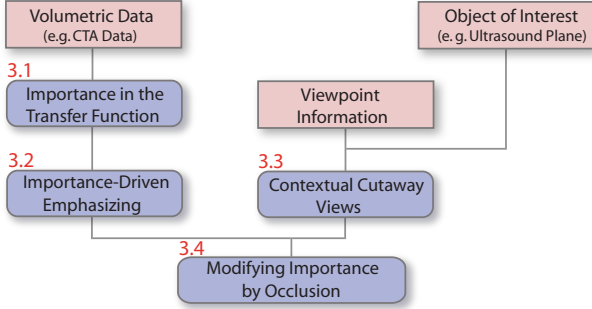 Volumetric Data
(e.g. CTA Data)
Object of Interest
(e. g. Ultrasound Plane)
3.1
Importance in the
Transfer Function
Viewpoint
Information
3.2
Importance-Driven
Emphasizing
3.3
Contextual Cutaway
Views
3.4
Modifying Importance
by Occlusion